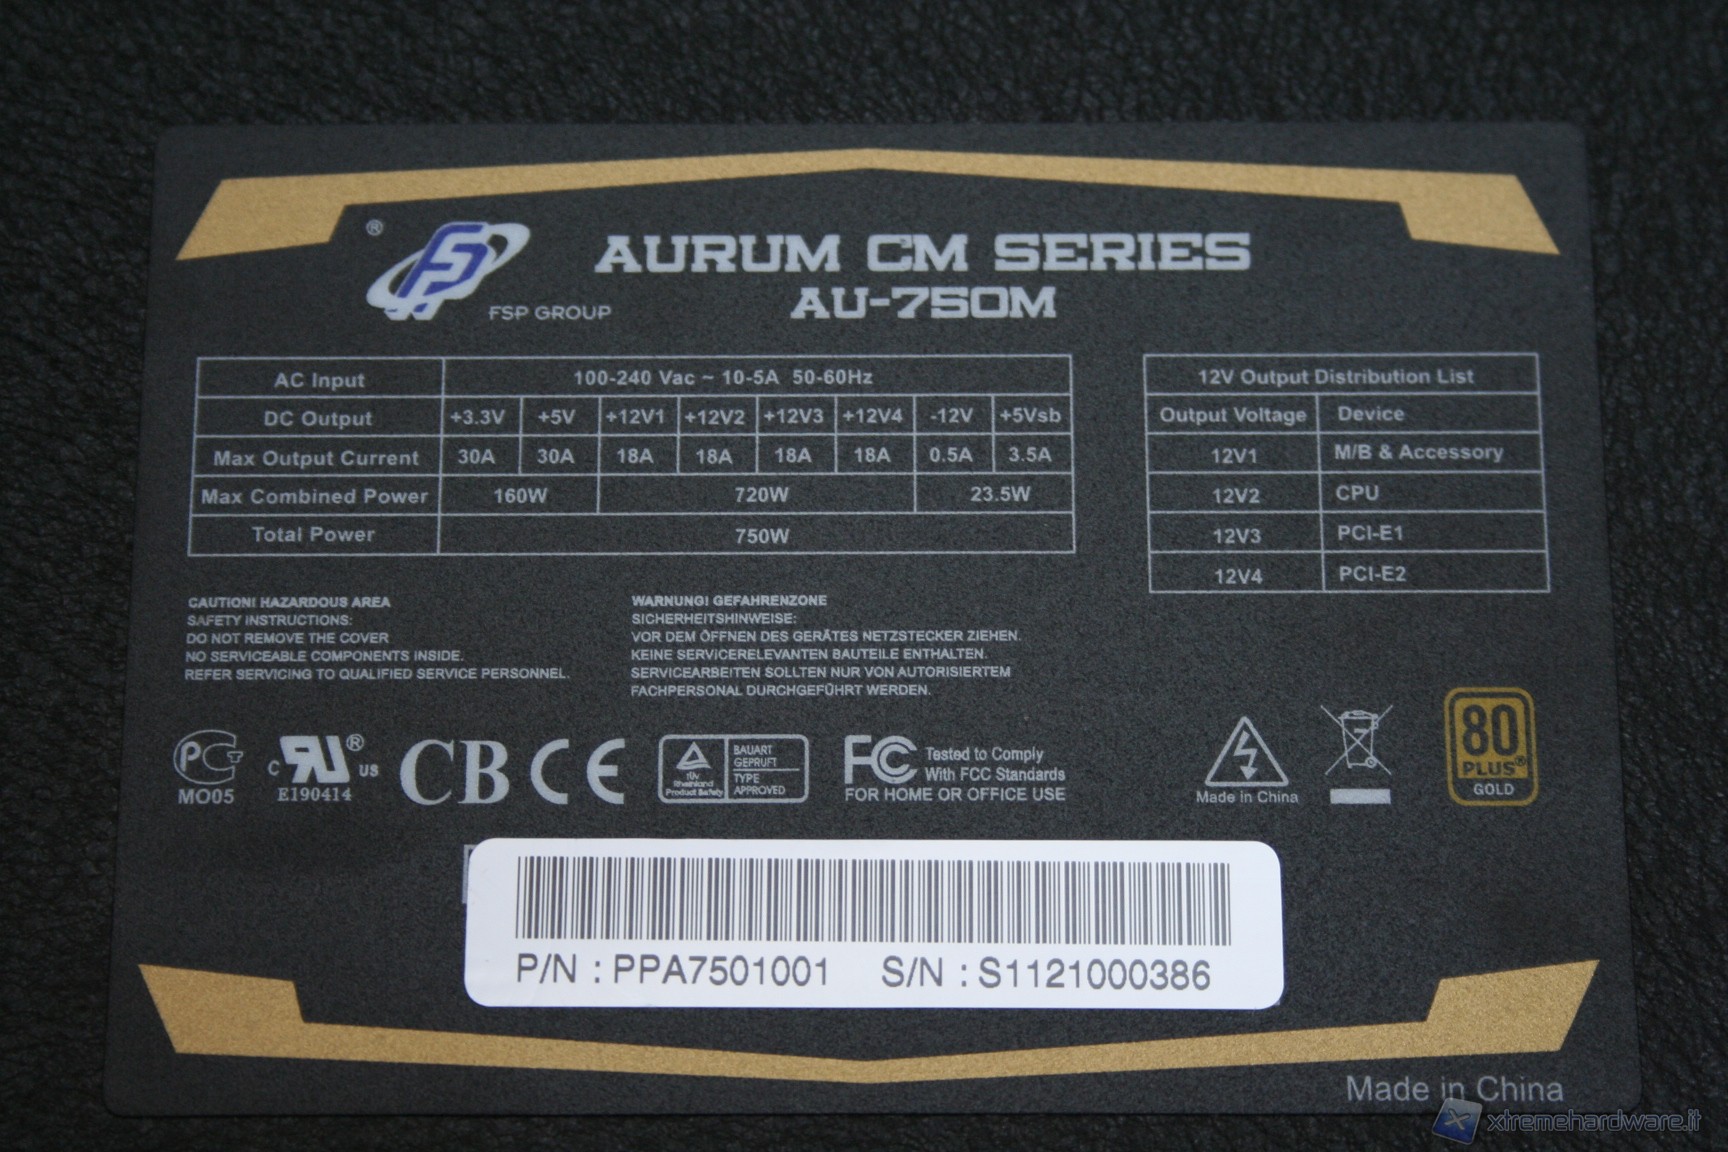 ®
FSP GROUP
AURUM CM SERIES
AU-750M
AC Input 100-240 Vac ~ 10-5A 50-60Hz
DC Output +3.3V +5V +12V1 +12V2 +12V3 +12V4 -12V +5Vsb
Max Output Current 30A 30A 18A 18A 18A 18A 0.5A 3.5A
Max Combined Power 160W 720W 23.5W
Total Power 750W
12V Output Distribution List
Output Voltage Device
12V1 M/B & Accessory
12V2 CPU
12V3 PCI-E1
12V4 PCI-E2
CAUTION! HAZARDOUS AREA
SAFETY INSTRUCTIONS:
DO NOT REMOVE THE COVER
NO SERVICEABLE COMPONENTS INSIDE.
REFER SERVICING TO QUALIFIED SERVICE PERSONNEL.
WARNUNG! GEFAHRENZONE
SICHERHEITSHINWEISE:
VOR DEM ÖFFNEN DES GERÄTES NETZSTECKER ZIEHEN.
KEINE SERVICERELEVANTEN BAUTEILE ENTHALTEN.
SERVICEARBEITEN SOLLTEN NUR VON AUTORISIERTEM
FACHPERSONAL DURCHGEFÜHRT WERDEN.
MO05
C ® US
E190414
CB CE
TÜV
Rheinland
Product Safety
BAUART
GEPRUFT
TYPE
APPROVED
FC Tested to Comply
With FCC Standards
FOR HOME OR OFFICE USE
Made in China
80
PLUS®
GOLD
P/N : PPA7501001 S/N : S1121000386
Made in China
xtremehardware.it